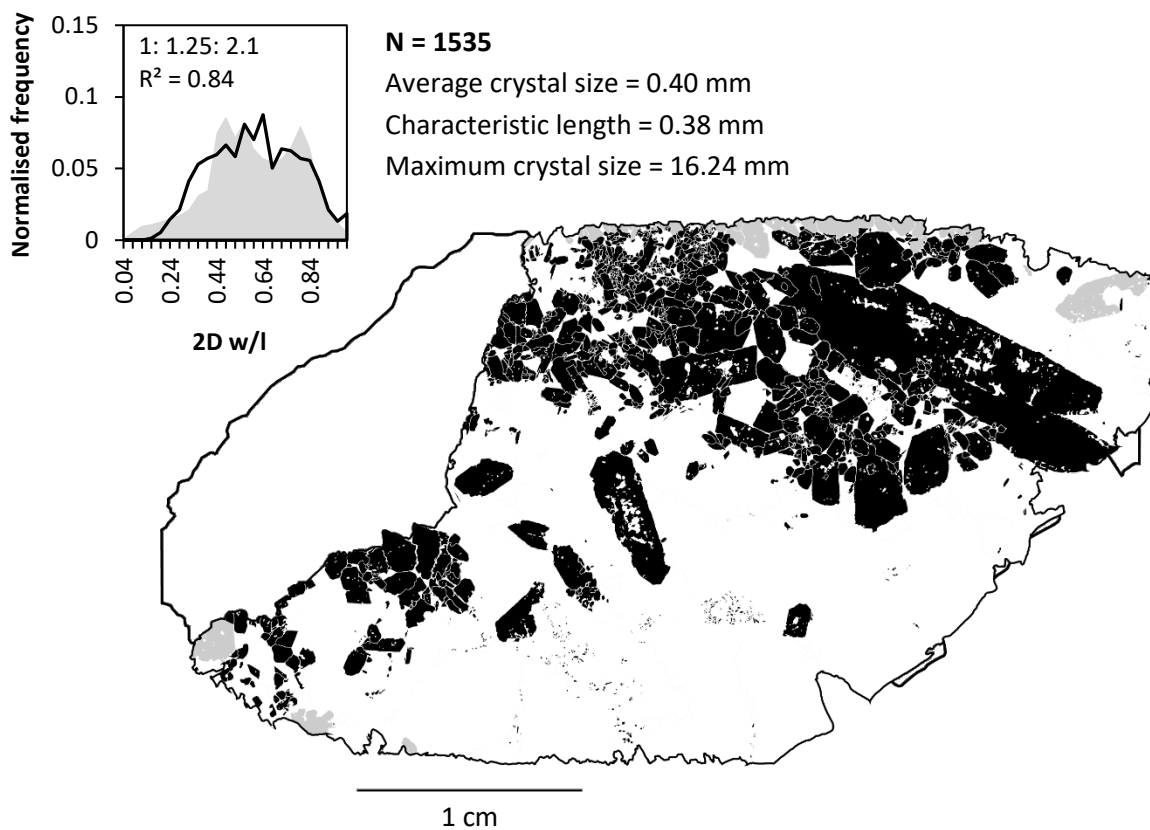 0.15
0.1
0.05
0
Normalised frequency
1: 1.25: 2.1
R² = 0.84
0.04
0.24
0.44
0.64
0.84
2D w/l
N = 1535
Average crystal size = 0.40 mm
Characteristic length = 0.38 mm
Maximum crystal size = 16.24 mm
1 cm